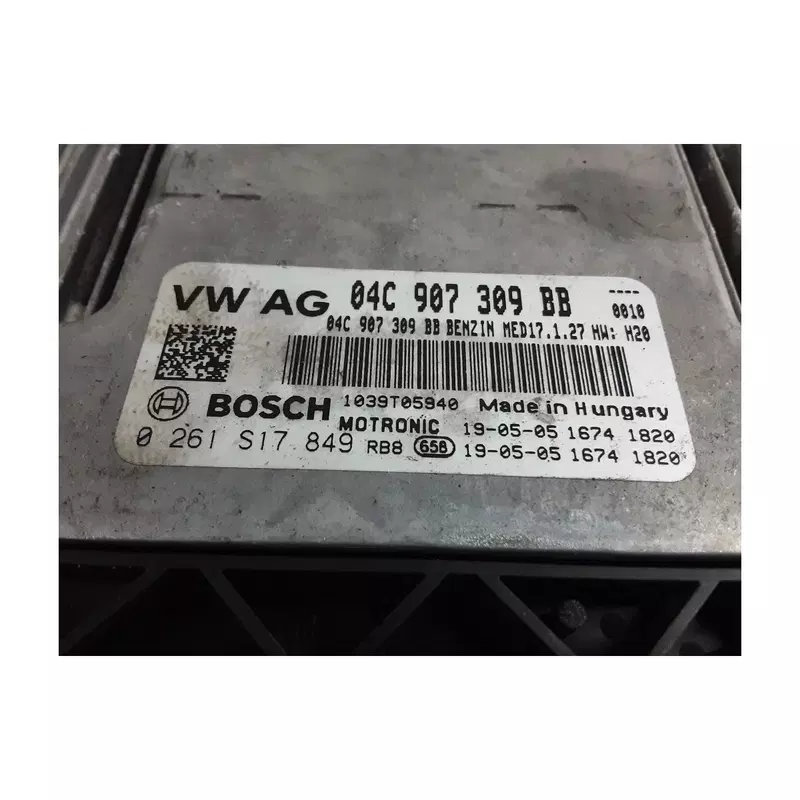 VW AG 04C 907 309 BB ----
0010
04C 907 309 BB BENZIN MED17.1.27 HW: H20
BOSCH 1039T05940 Made in Hungary
MOTRONIC 19-05-05 1674 1820
0 261 S17 849 RB8 658 19-05-05 1674 1820